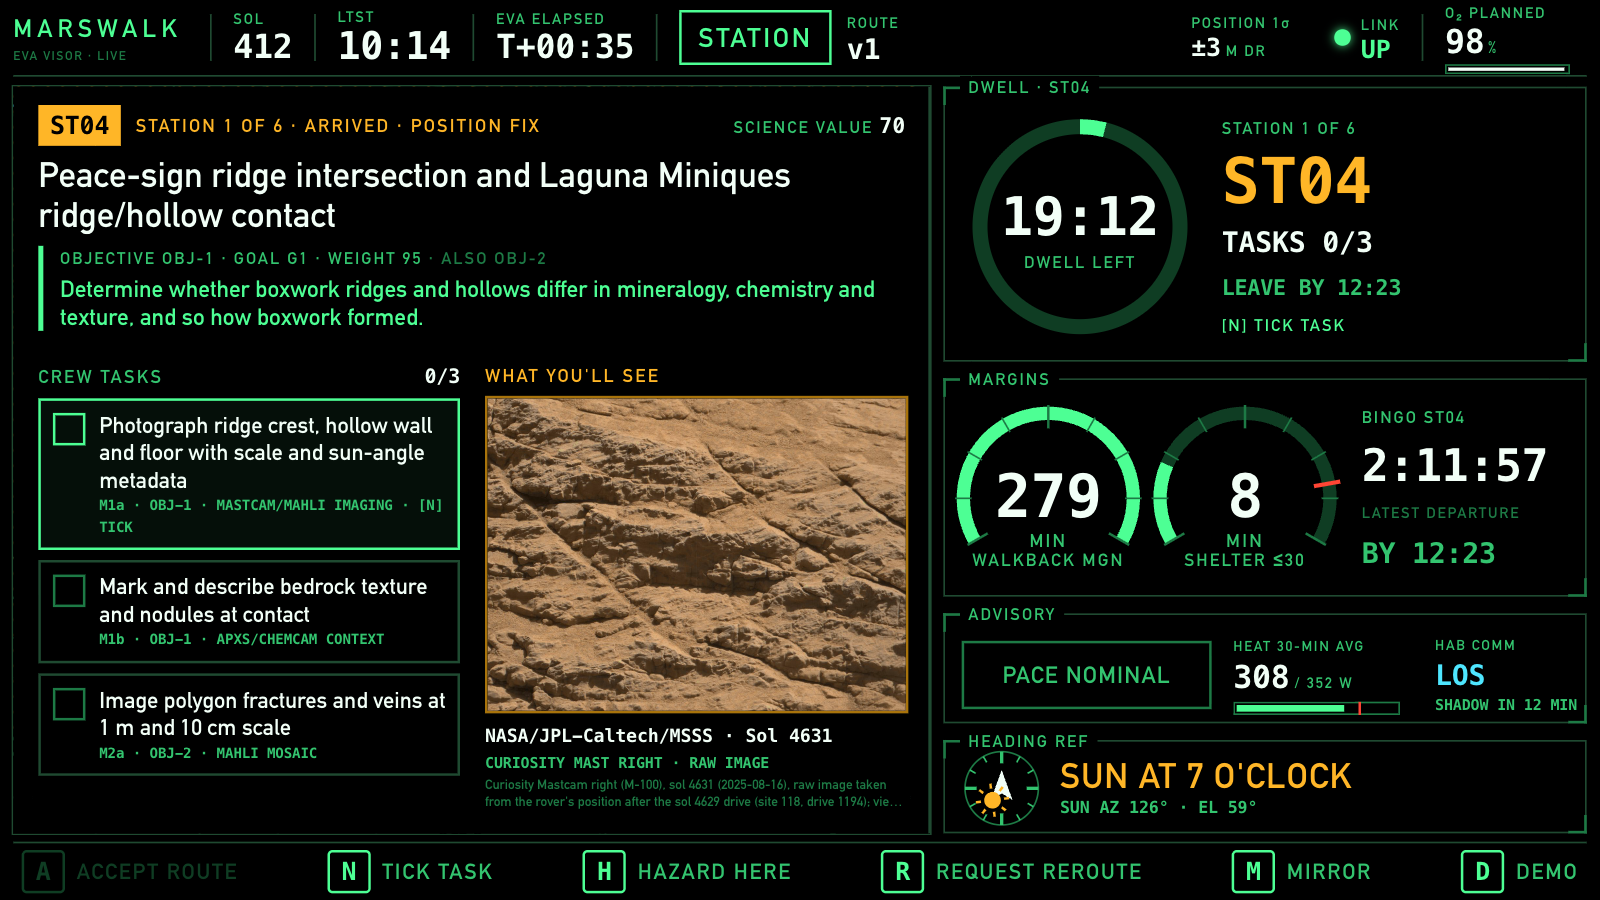 MARSWALK
EVA VISOR · LIVE
SOL
412
LTST
10:14
EVA ELAPSED
T+00:35
STATION
ROUTE
v1
POSITION 1σ
±3 M DR
LINK
UP
O₂ PLANNED
98 %
ST04
STATION 1 OF 6 · ARRIVED · POSITION FIX
SCIENCE VALUE 70
Peace-sign ridge intersection and Laguna Miniques
ridge/hollow contact
OBJECTIVE OBJ-1 · GOAL G1 · WEIGHT 95 · ALSO OBJ-2
Determine whether boxwork ridges and hollows differ in mineralogy, chemistry and
texture, and so how boxwork formed.
CREW TASKS
0/3
Photograph ridge crest, hollow wall
and floor with scale and sun-angle
metadata
M1a · OBJ-1 · MASTCAM/MAHLI IMAGING · [N]
TICK
Mark and describe bedrock texture
and nodules at contact
M1b · OBJ-1 · APXS/CHEMCAM CONTEXT
Image polygon fractures and veins at
1 m and 10 cm scale
M2a · OBJ-2 · MAHLI MOSAIC
WHAT YOU'LL SEE
NASA/JPL-Caltech/MSSS · Sol 4631
CURIOSITY MAST RIGHT · RAW IMAGE
Curiosity Mastcam right (M-100), sol 4631 (2025-08-16), raw image taken
from the rover's position after the sol 4629 drive (site 118, drive 1194); vie...
DWELL · ST04
19:12
DWELL LEFT
STATION 1 OF 6
ST04
TASKS 0/3
LEAVE BY 12:23
[N] TICK TASK
MARGINS
279
MIN
WALKBACK MGN
8
MIN
SHELTER ≤30
BINGO ST04
2:11:57
LATEST DEPARTURE
BY 12:23
ADVISORY
PACE NOMINAL
HEAT 30-MIN AVG
308 / 352 W
HAB COMM
LOS
SHADOW IN 12 MIN
HEADING REF
SUN AT 7 O'CLOCK
SUN AZ 126° · EL 59°
A ACCEPT ROUTE
N TICK TASK
H HAZARD HERE
R REQUEST REROUTE
M MIRROR
D DEMO